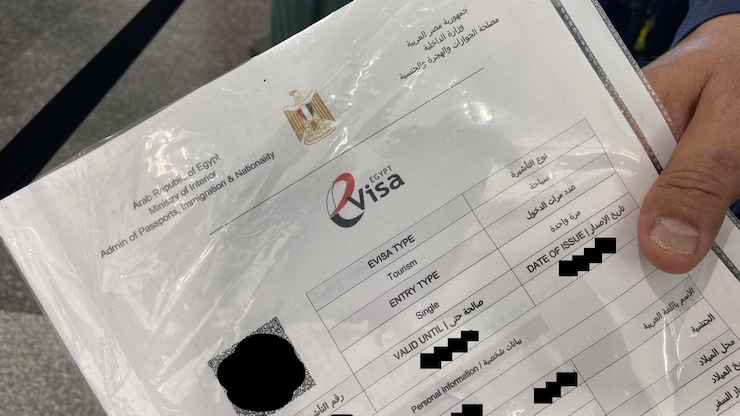 جمهورية مصر العربية
وزارة الداخلية
مصلحة الجوازات والهجرة والجنسية
Arab Republic of Egypt
Ministry of Interior
Admin of Passports, Immigration & Nationality
EGYPT
eVisa
EVISA TYPE
نوع التأشيرة
Tourism
سياحة
ENTRY TYPE
عدد مرات الدخول
Single
مرة واحدة
VALID UNTIL | صالحة حتى
DATE OF ISSUE | تاريخ الإصدار
Personal Information / بيانات شخصية
الاسم باللغة العربية
الجنسية
محل الميلاد